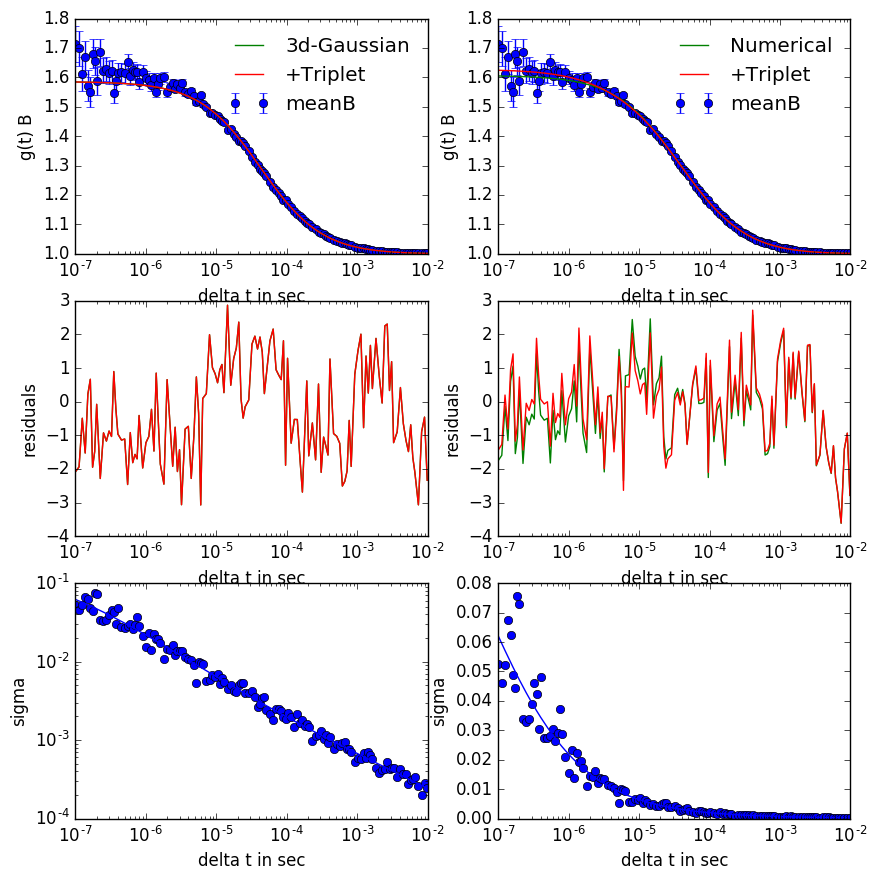 1.8
1.7
1.6
1.5
1.4
1.3
1.2
1.1
1.0
g(t) B
3d-Gaussian
+Triplet
meanB
10^-7 10^-6 10^-5 10^-4 10^-3 10^-2
delta t in sec
1.8
1.7
1.6
1.5
1.4
1.3
1.2
1.1
1.0
g(t) B
Numerical
+Triplet
meanB
10^-7 10^-6 10^-5 10^-4 10^-3 10^-2
delta t in sec
3
2
1
0
−1
−2
−3
−4
residuals
10^-7 10^-6 10^-5 10^-4 10^-3 10^-2
delta t in sec
3
2
1
0
−1
−2
−3
−4
residuals
10^-7 10^-6 10^-5 10^-4 10^-3 10^-2
delta t in sec
10^-1
10^-2
10^-3
10^-4
sigma
10^-7 10^-6 10^-5 10^-4 10^-3 10^-2
delta t in sec
0.08
0.07
0.06
0.05
0.04
0.03
0.02
0.01
0.00
sigma
10^-7 10^-6 10^-5 10^-4 10^-3 10^-2
delta t in sec